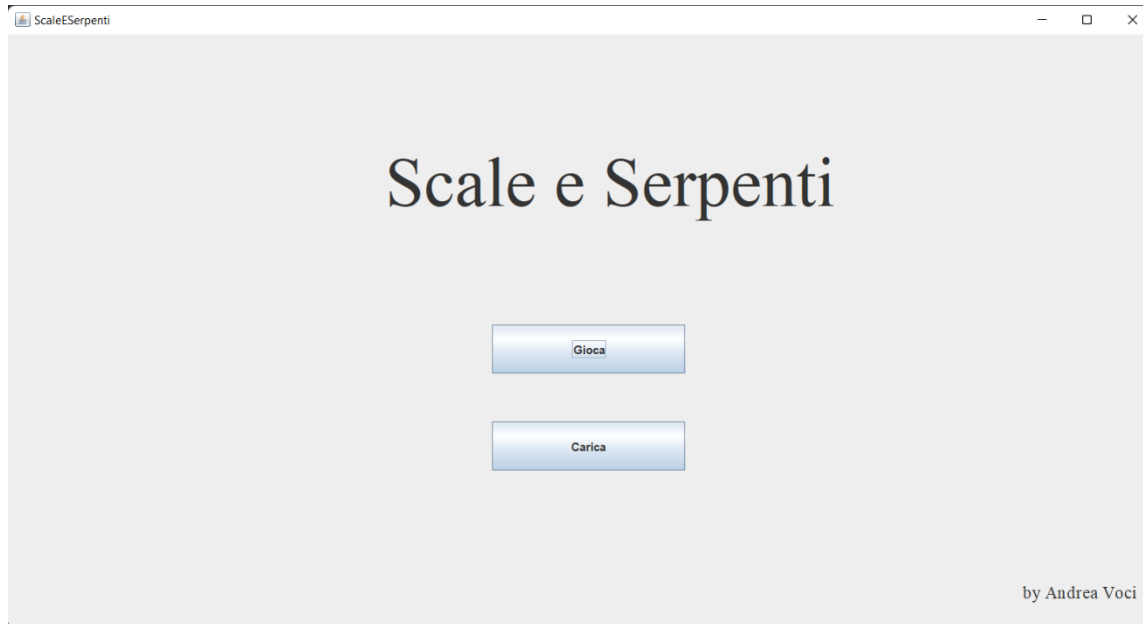 ScaleESerpenti
Scale e Serpenti
Gioca
Carica
by Andrea Voci